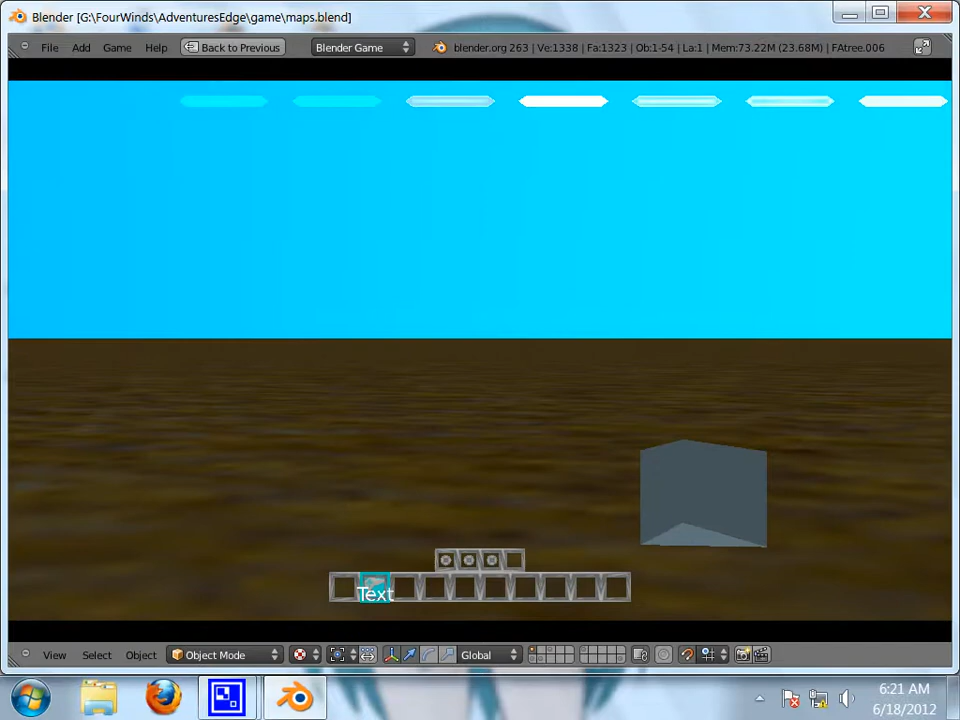 Blender [G:\FourWinds\AdventuresEdge\game\maps.blend]
File Add Game Help Back to Previous Blender Game blender.org 263 | Ve:1338 | Fa:1323 | Ob:1-54 | La:1 | Mem:73.22M (23.68M) | FAtree.006
Text
View Select Object Object Mode Global
6:21 AM
6/18/2012